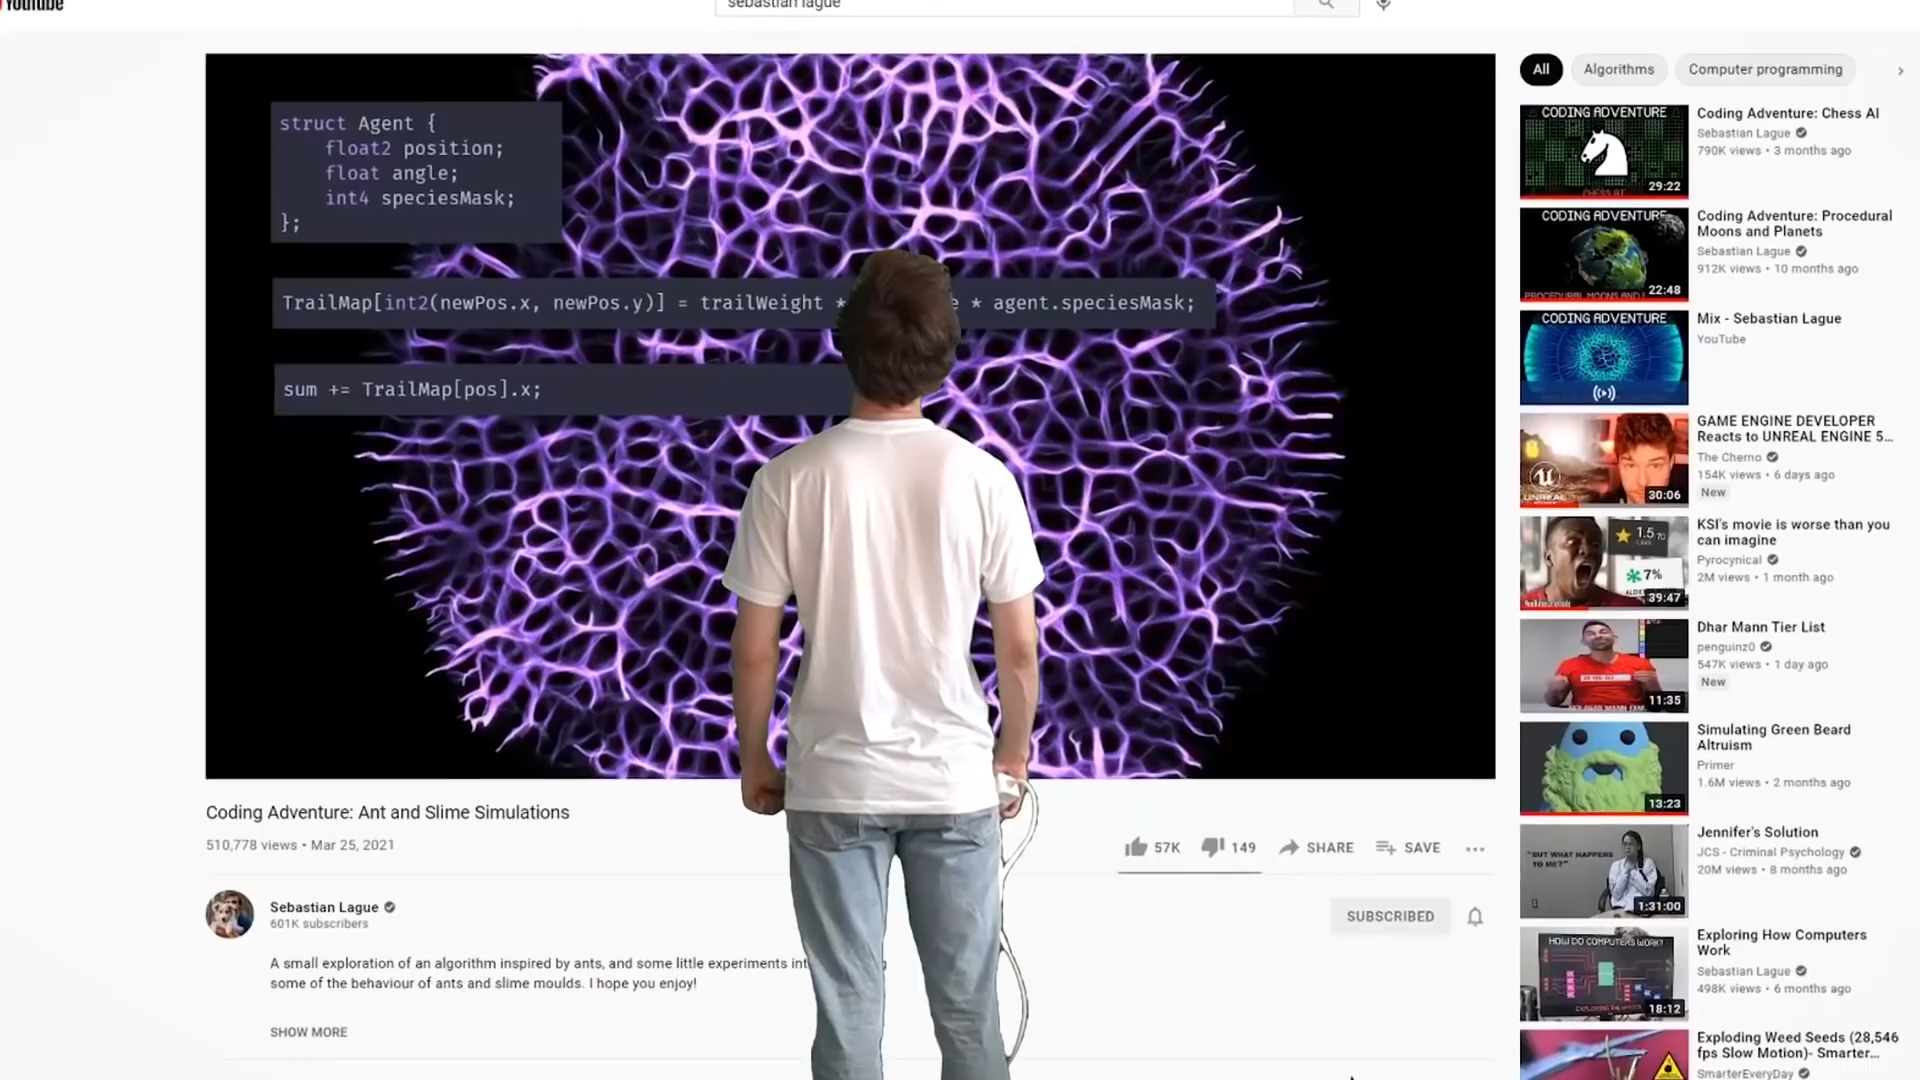 YouTube
sebastian lague
struct Agent {
float2 position;
float angle;
int4 speciesMask;
};
TrailMap[int2(newPos.x, newPos.y)] = trailWeight * e * agent.speciesMask;
sum += TrailMap[pos].x;
Coding Adventure: Ant and Slime Simulations
510,778 views • Mar 25, 2021
57K
149
SHARE
SAVE
Sebastian Lague
601K subscribers
SUBSCRIBED
A small exploration of an algorithm inspired by ants, and some little experiments
some of the behaviour of ants and slime moulds. I hope you enjoy!
SHOW MORE
All
Algorithms
Computer programming
CODING ADVENTURE
CHESS AI
29:22
Coding Adventure: Chess AI
Sebastian Lague
790K views • 3 months ago
CODING ADVENTURE
22:48
Coding Adventure: Procedural
Moons and Planets
Sebastian Lague
912K views • 10 months ago
CODING ADVENTURE
Mix - Sebastian Lague
YouTube
UNREAL
30:06
GAME ENGINE DEVELOPER
Reacts to UNREAL ENGINE 5...
The Cherno
154K views • 6 days ago
New
1.5/10
7%
39:47
KSI's movie is worse than you
can imagine
Pyrocynical
2M views • 1 month ago
11:35
Dhar Mann Tier List
penguinz0
547K views • 1 day ago
New
13:23
Simulating Green Beard
Altruism
Primer
1.6M views • 2 months ago
"BUT WHAT HAPPENS
TO ME?"
1:31:00
Jennifer's Solution
JCS - Criminal Psychology
20M views • 8 months ago
HOW DO COMPUTERS WORK?
18:12
Exploring How Computers
Work
Sebastian Lague
498K views • 6 months ago
Exploding Weed Seeds (28,546
fps Slow Motion)- Smarter...
SmarterEveryDay